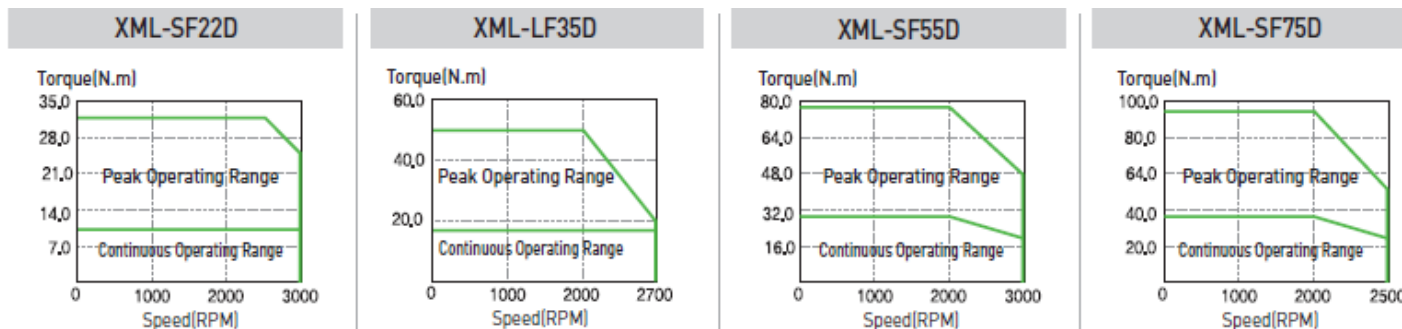 XML-SF22D
Torque(N.m)
35.0
28.0
21.0
14.0
7.0
Peak Operating Range
Continuous Operating Range
0 1000 2000 3000
Speed(RPM)
XML-LF35D
Torque(N.m)
60.0
40.0
20.0
Peak Operating Range
Continuous Operating Range
0 1000 2000 2700
Speed(RPM)
XML-SF55D
Torque(N.m)
80.0
64.0
48.0
32.0
16.0
Peak Operating Range
Continuous Operating Range
0 1000 2000 3000
Speed(RPM)
XML-SF75D
Torque(N.m)
100.0
80.0
64.0
40.0
20.0
Peak Operating Range
Continuous Operating Range
0 1000 2000 2500
Speed(RPM)